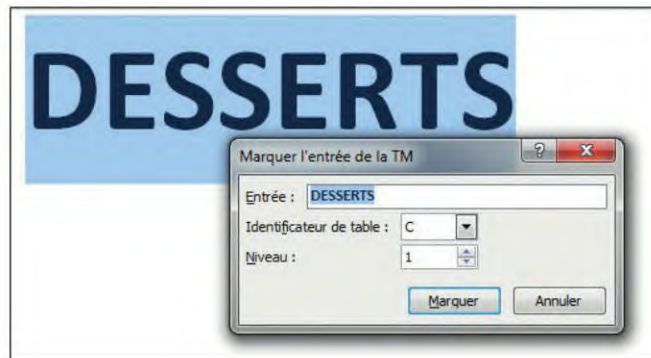 DESSERTS
Marquer l'entrée de la TM
Entrée : DESSERTS
Identificateur de table : C
Niveau : 1
Marquer Annuler